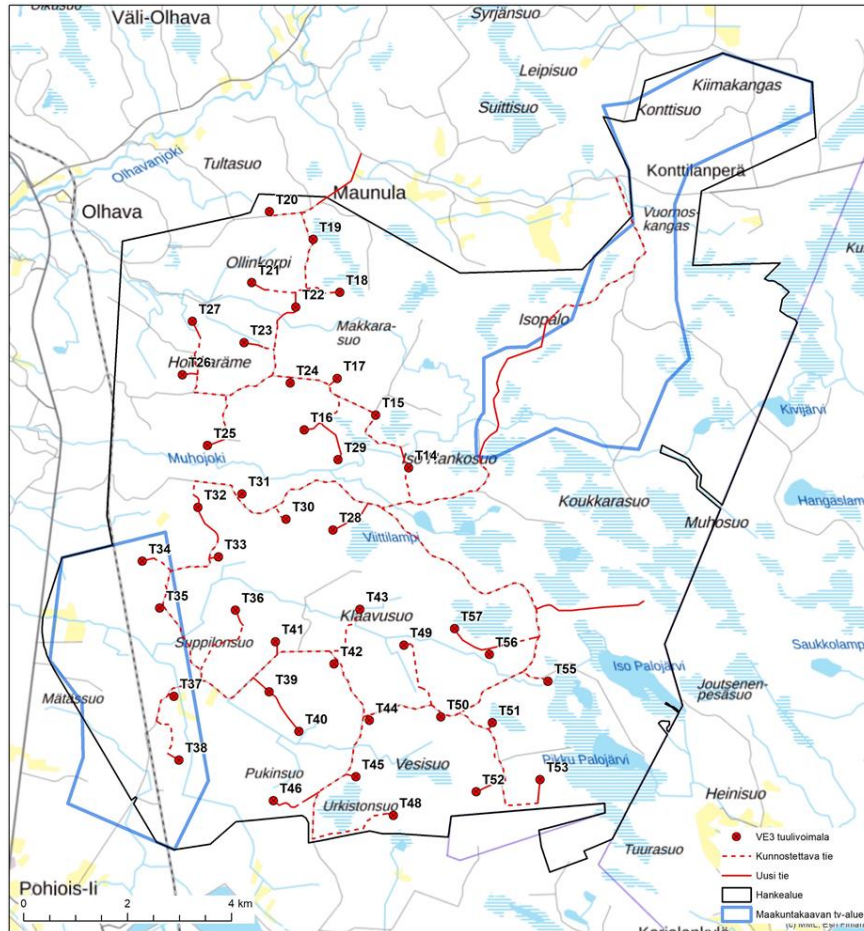 Väli-Olhava
Syrjänsuo
Leipisuo
Kiimakangas
Suittisuo
Konttisuo
Olhavanjoki
Tultasuo
Maunula
Konttilanperä
Olhava
T20
Vuomos-
kangas
T19
Ollinkorpi
T21
T18
T22
T27
Isopalo
T23
Makkara-
suo
T26
T24
T17
T15
Kivijärvi
T16
T25
Muhojoki
T29
T14
T31
T32
Koukkarasuo
T30
T28
Muhosuo
Viittilampi
T33
T34
T35
T36
T43
Klaavusuo
T57
T41
Suppilonsuo
T49
T56
T42
Saukkolamp
Iso Palojärvi
Mätässuo
T37
T39
T55
Joutsenen-
pesäsuo
T44
T50
T51
T40
T38
Pukinsuo
T45
Vesisuo
Pikku Palojärvi
T46
T52
T53
Urkistonsuo
T48
Heinisuo
Tuurasuo
VE3 tuulivoimala
Kunnostettava tie
Uusi tie
Hankealue
Maakuntakaavan tv-alue
Pohjois-Ii
0 2 4 km